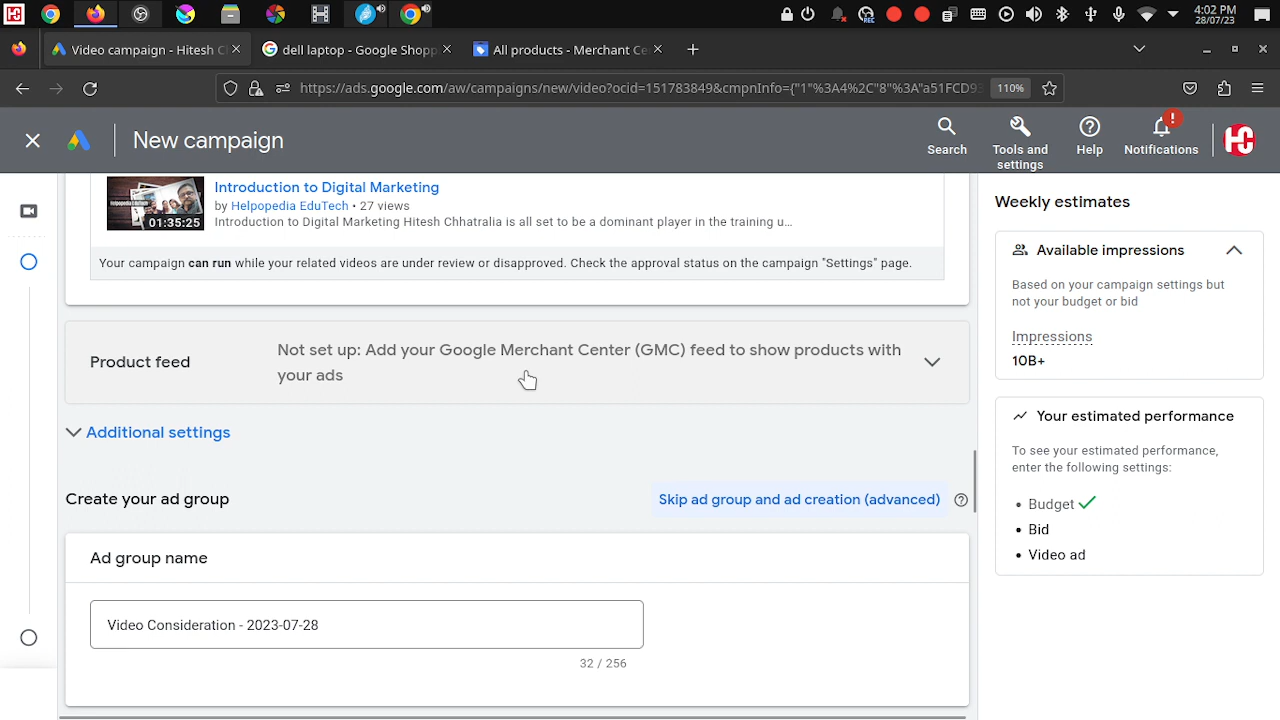 4:02 PM
28/07/23
REC
Video campaign - Hitesh C
dell laptop - Google Shopp
All products - Merchant Ce
https://ads.google.com/aw/campaigns/new/video?ocid=151783849&cmpnInfo={"1"%3A4%2C"8"%3A"a51FCD93
110%
New campaign
Search
Tools and
settings
Help
Notifications
HC
Introduction to Digital Marketing
by Helpopedia EduTech • 27 views
Introduction to Digital Marketing Hitesh Chhatralia is all set to be a dominant player in the training u...
01:35:25
Your campaign can run while your related videos are under review or disapproved. Check the approval status on the campaign "Settings" page.
Product feed
Not set up: Add your Google Merchant Center (GMC) feed to show products with
your ads
Additional settings
Create your ad group
Skip ad group and ad creation (advanced)
Ad group name
Video Consideration - 2023-07-28
32 / 256
Weekly estimates
Available impressions
Based on your campaign settings but
not your budget or bid
Impressions
10B+
Your estimated performance
To see your estimated performance,
enter the following settings:
• Budget
• Bid
• Video ad